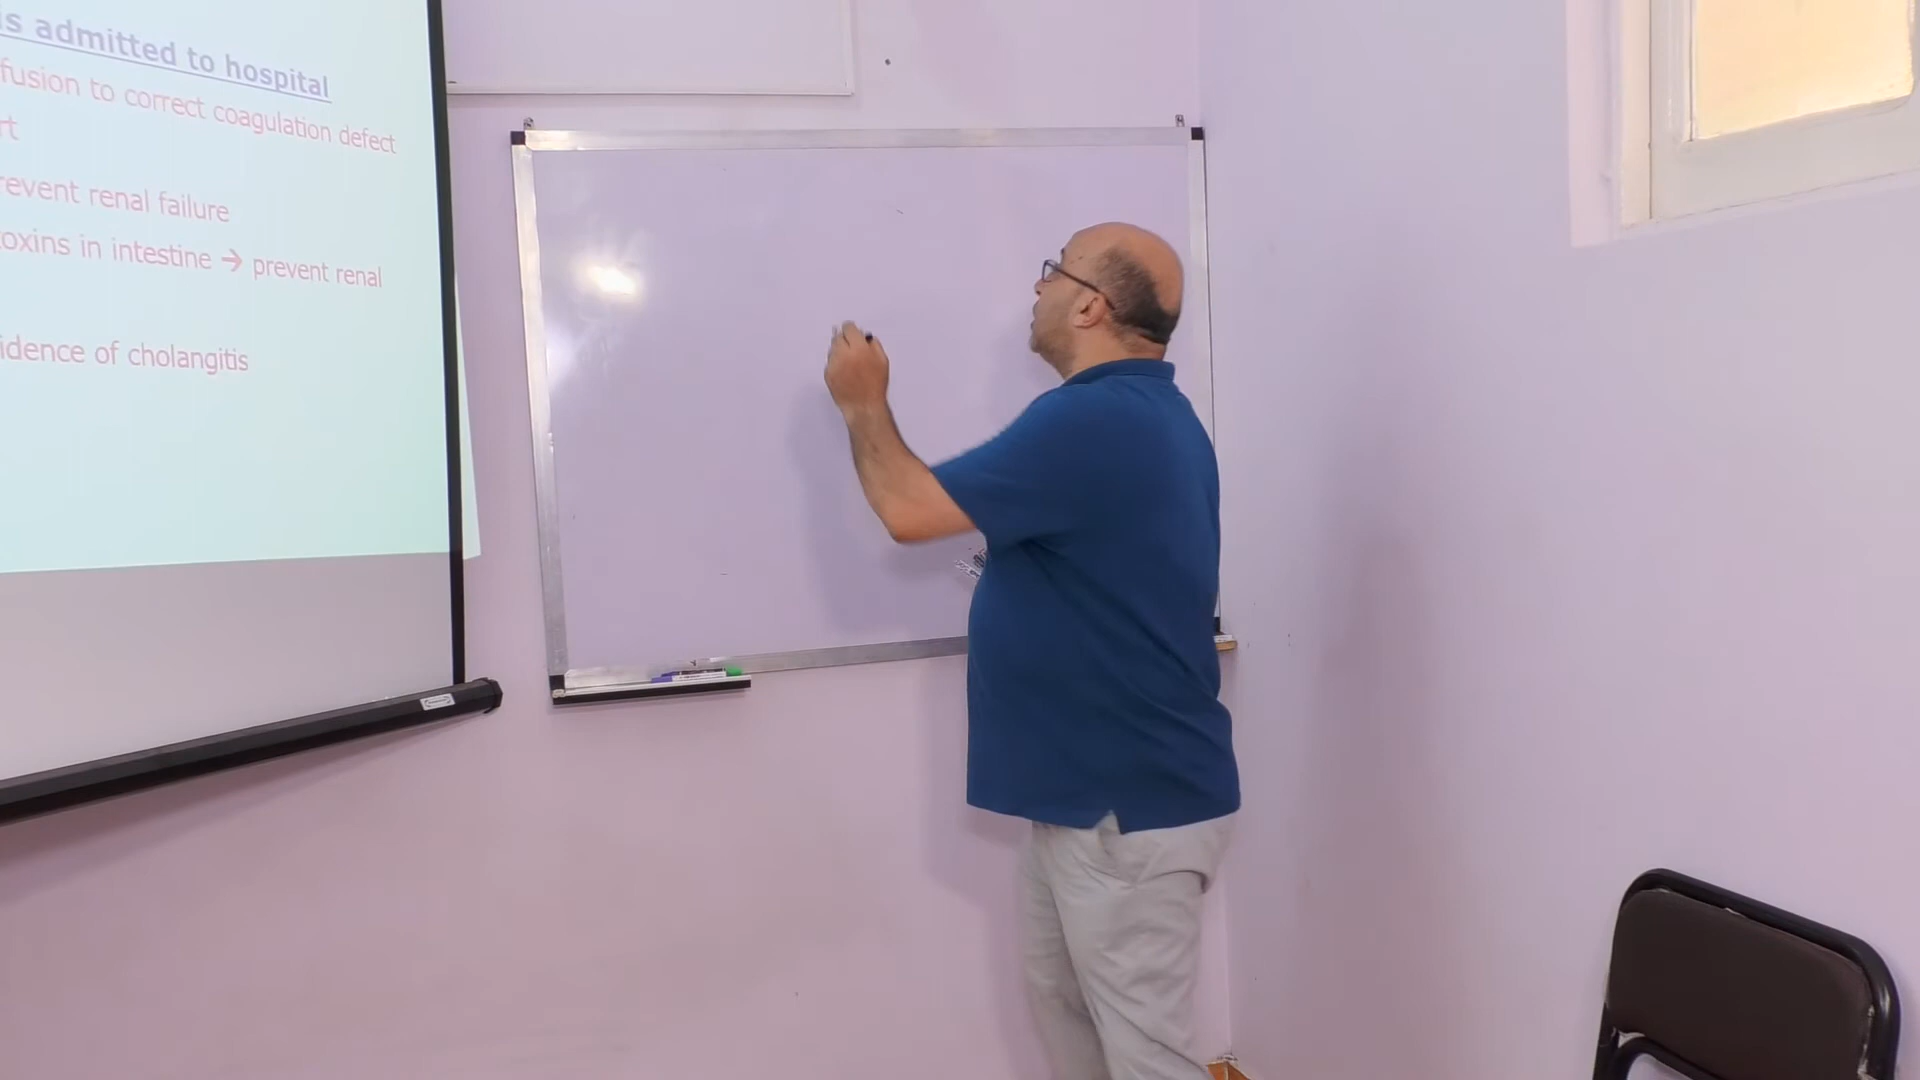 is admitted to hospital
fusion to correct coagulation defect
rt
revent renal failure
toxins in intestine → prevent renal
idence of cholangitis